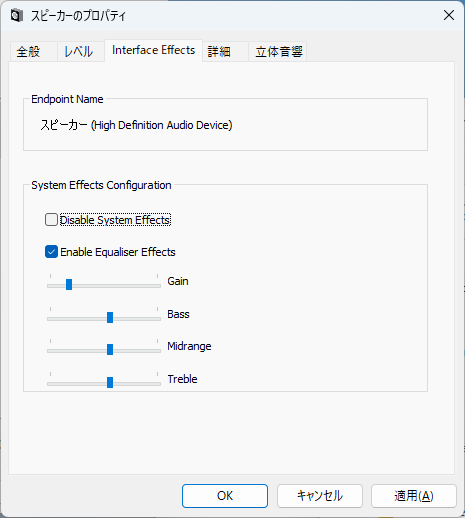 スピーカーのプロパティ
全般 レベル Interface Effects 詳細 立体音響
Endpoint Name
スピーカー (High Definition Audio Device)
System Effects Configuration
Disable System Effects
Enable Equaliser Effects
Gain
Bass
Midrange
Treble
OK キャンセル 適用(A)